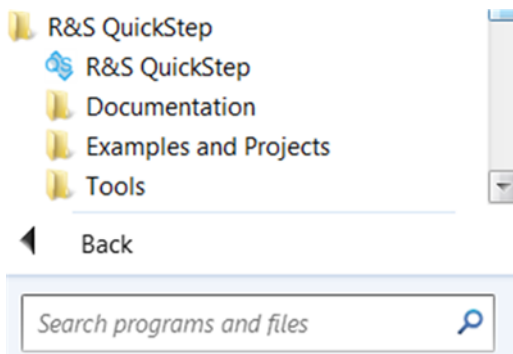 R&S QuickStep
R&S QuickStep
Documentation
Examples and Projects
Tools
Back
Search programs and files